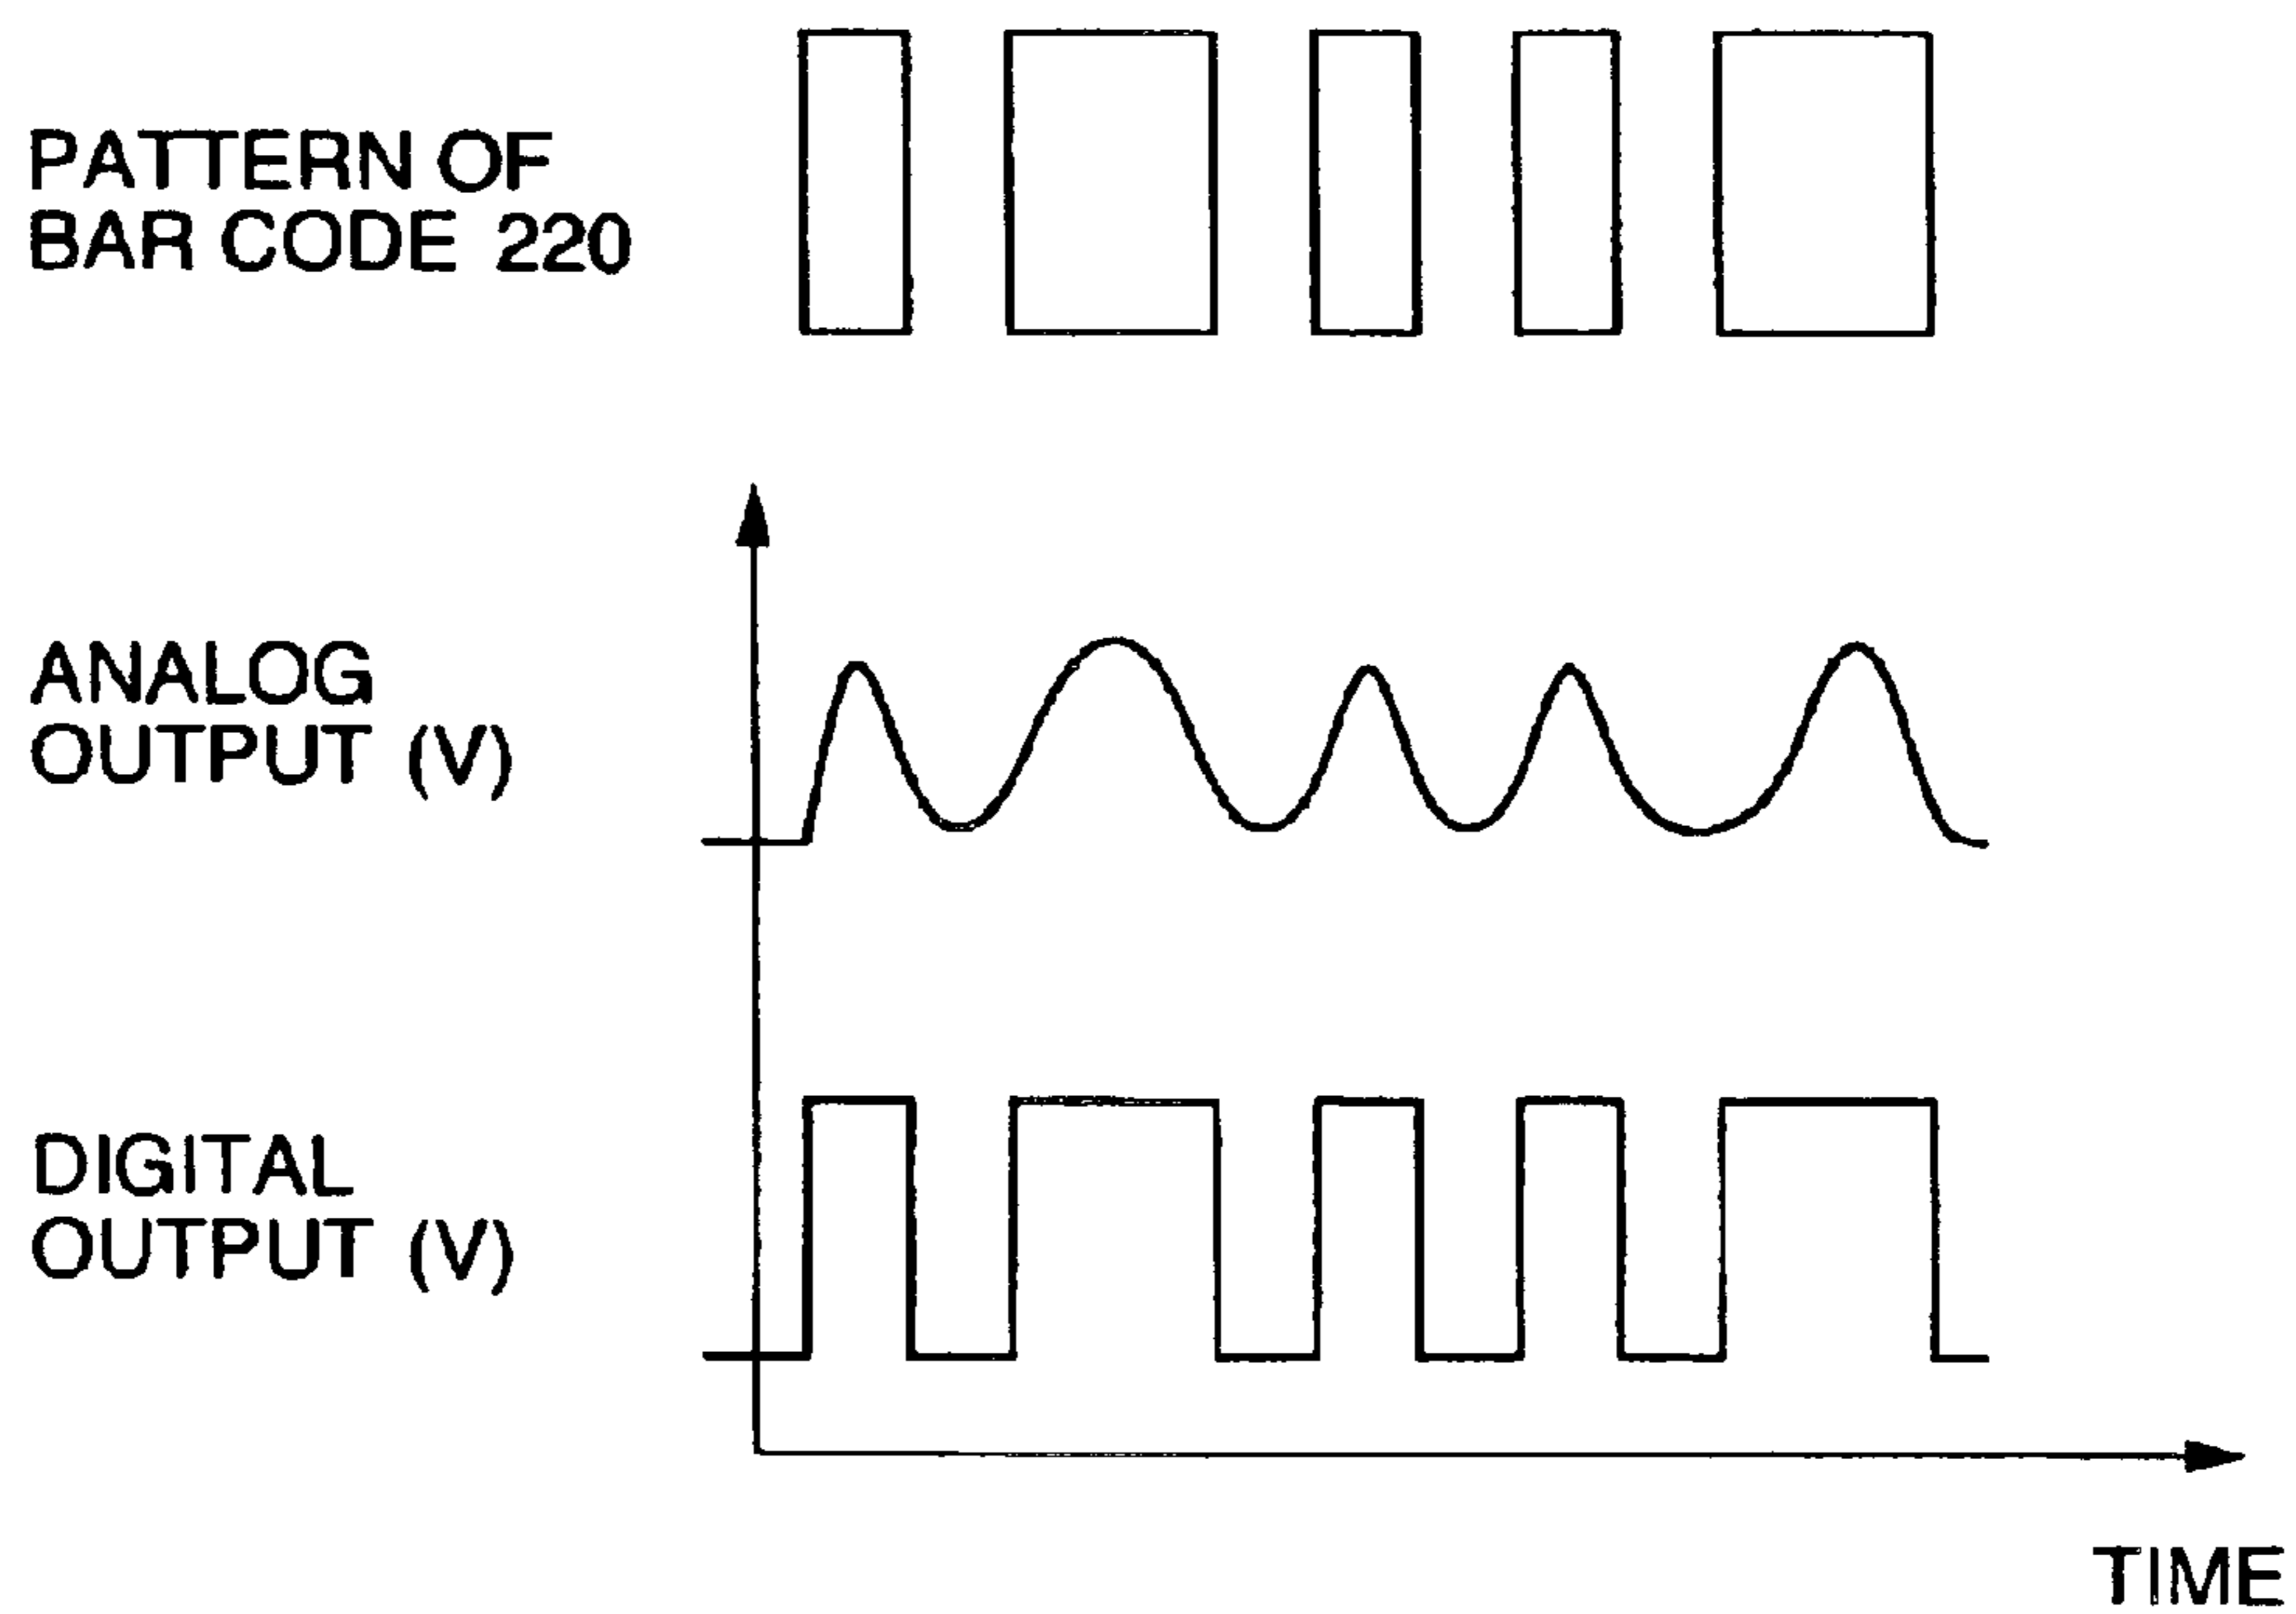 PATTERN OF
BAR CODE 220
ANALOG
OUTPUT (V)
DIGITAL
OUTPUT (V)
TIME